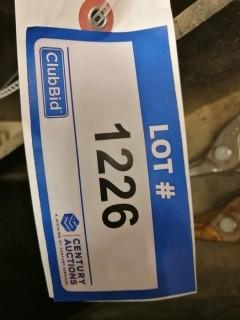 LOT #
1226
ClubBid
CENTURY
AUCTIONS